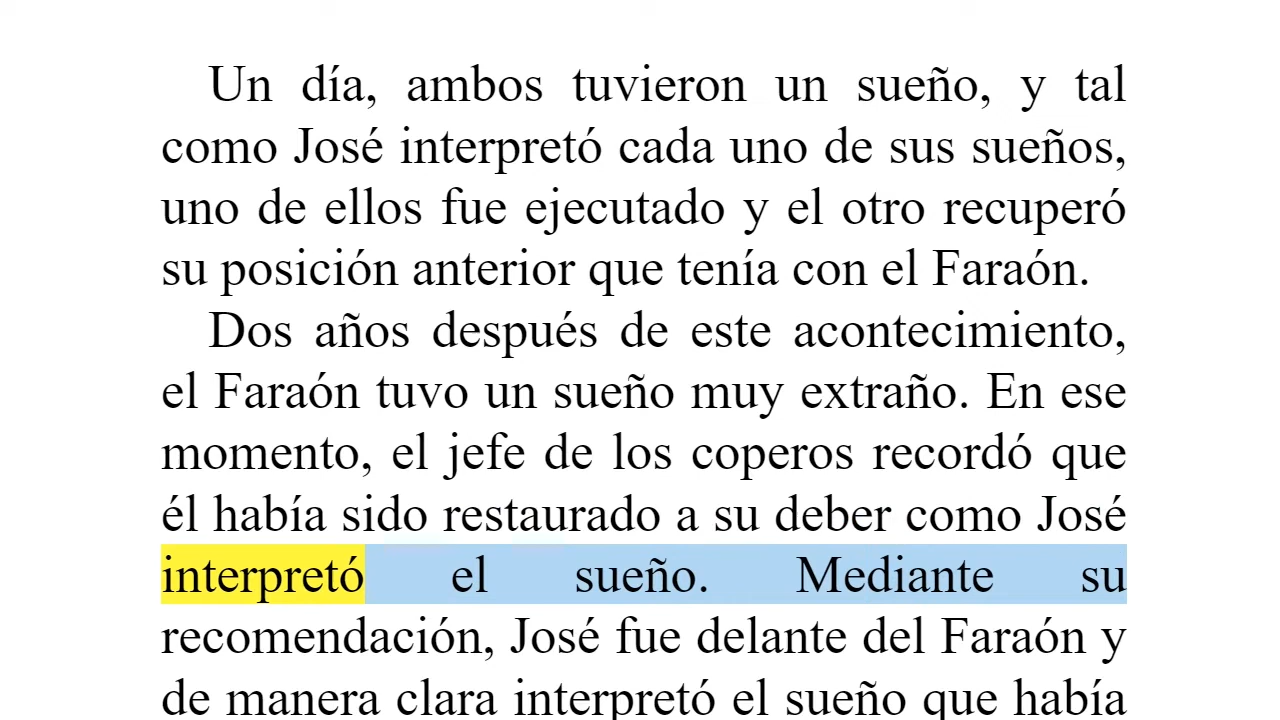 Un día, ambos tuvieron un sueño, y tal
como José interpretó cada uno de sus sueños,
uno de ellos fue ejecutado y el otro recuperó
su posición anterior que tenía con el Faraón.
Dos años después de este acontecimiento,
el Faraón tuvo un sueño muy extraño. En ese
momento, el jefe de los coperos recordó que
él había sido restaurado a su deber como José
interpretó el sueño. Mediante su
recomendación, José fue delante del Faraón y
de manera clara interpretó el sueño que había